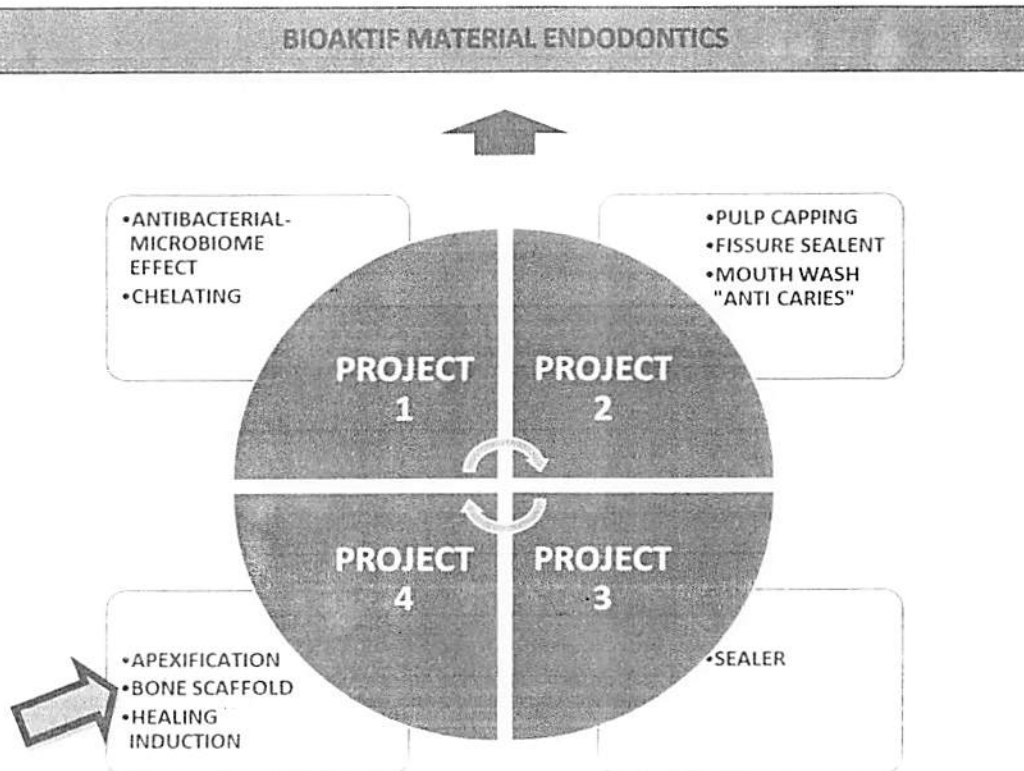 BIOAKTIF MATERIAL ENDODONTICS
•ANTIBACTERIAL-
MICROBIOME
EFFECT
•CHELATING
•PULP CAPPING
•FISSURE SEALENT
•MOUTH WASH
"ANTI CARIES"
PROJECT
1
PROJECT
2
PROJECT
4
PROJECT
3
•APEXIFICATION
•BONE SCAFFOLD
•HEALING
INDUCTION
•SEALER